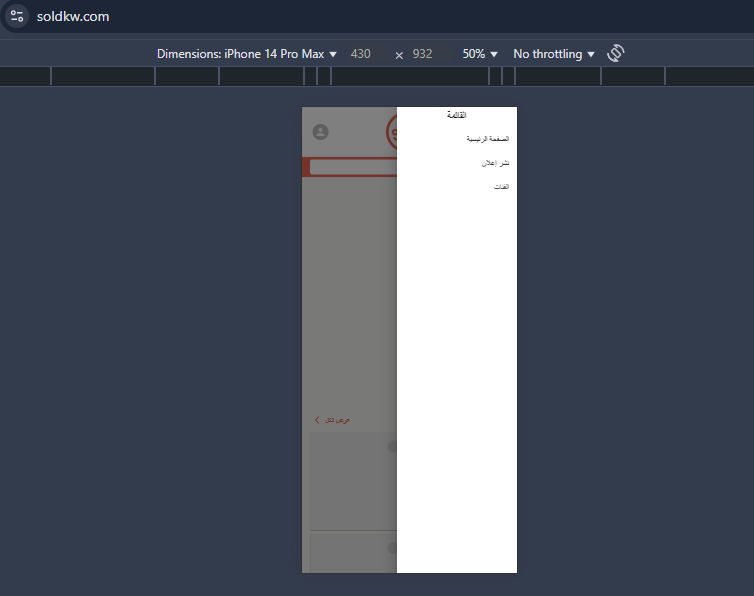 soldkw.com
Dimensions: iPhone 14 Pro Max 430 × 932 50% No throttling
القائمة
الصفحة الرئيسية
نشر إعلان
الفئات
عرض الكل